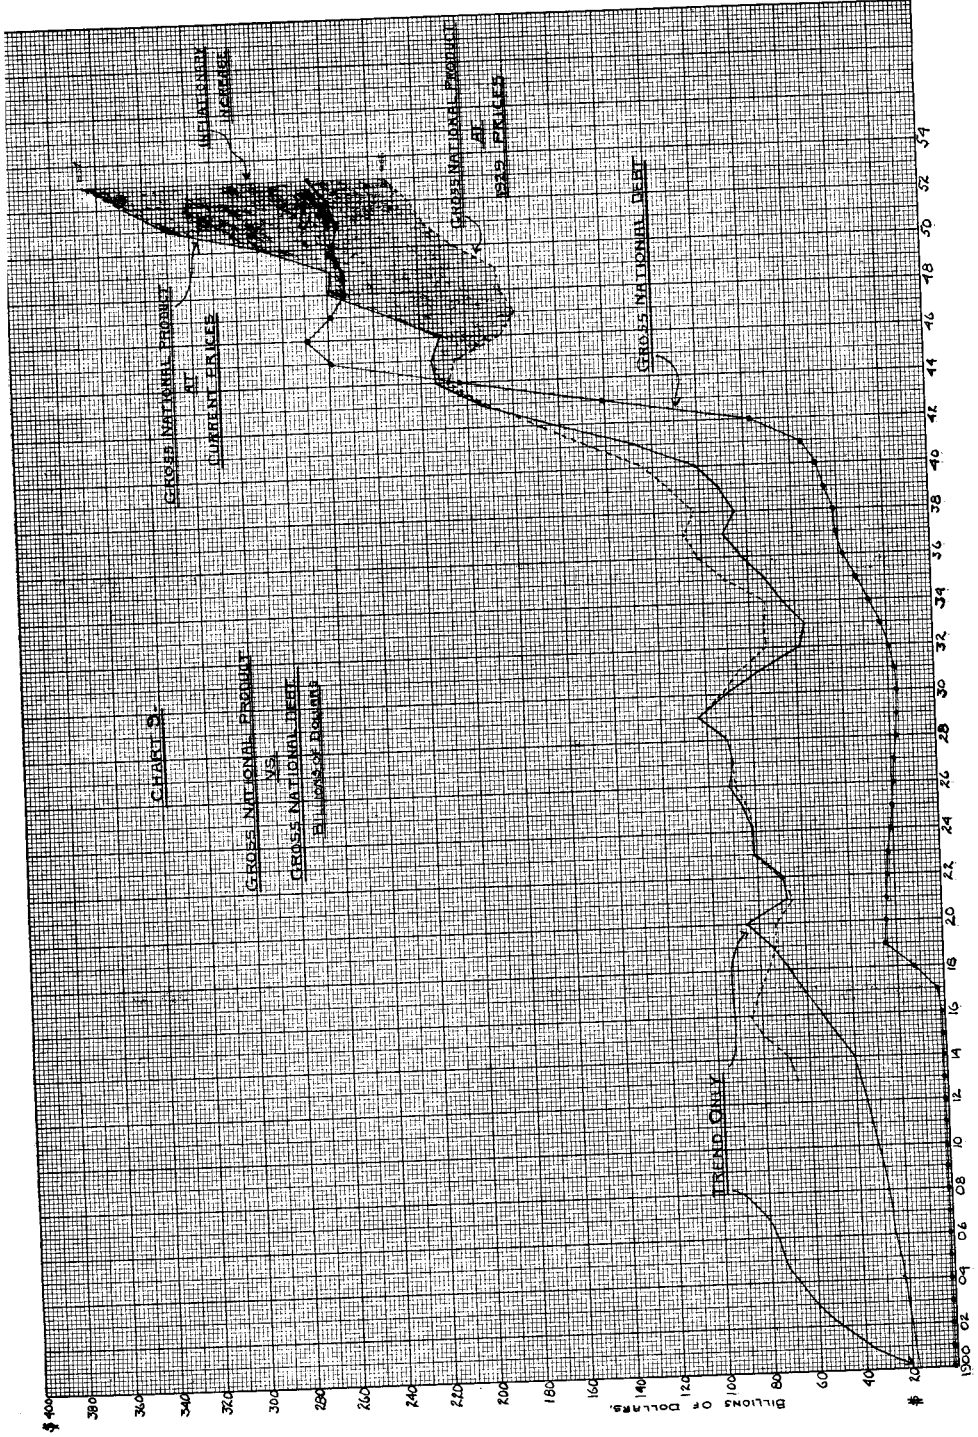 CHART 9.
GROSS NATIONAL PRODUCT
VS.
GROSS NATIONAL DEBT
BILLIONS OF DOLLARS
GROSS NATIONAL PRODUCT
AT
CURRENT PRICES
INFLATIONARY
INCREASE
GROSS NATIONAL PRODUCT
AT
1929 PRICES
GROSS NATIONAL DEBT
TREND ONLY
BILLIONS OF DOLLARS.
$ 400
380
360
340
320
300
280
260
240
220
200
180
160
140
120
100
80
60
40
$ 20
1900 02 04 06 08 10 12 14 16 18 20 22 24 26 28 30 32 34 36 38 40 42 44 46 48 50 52 54